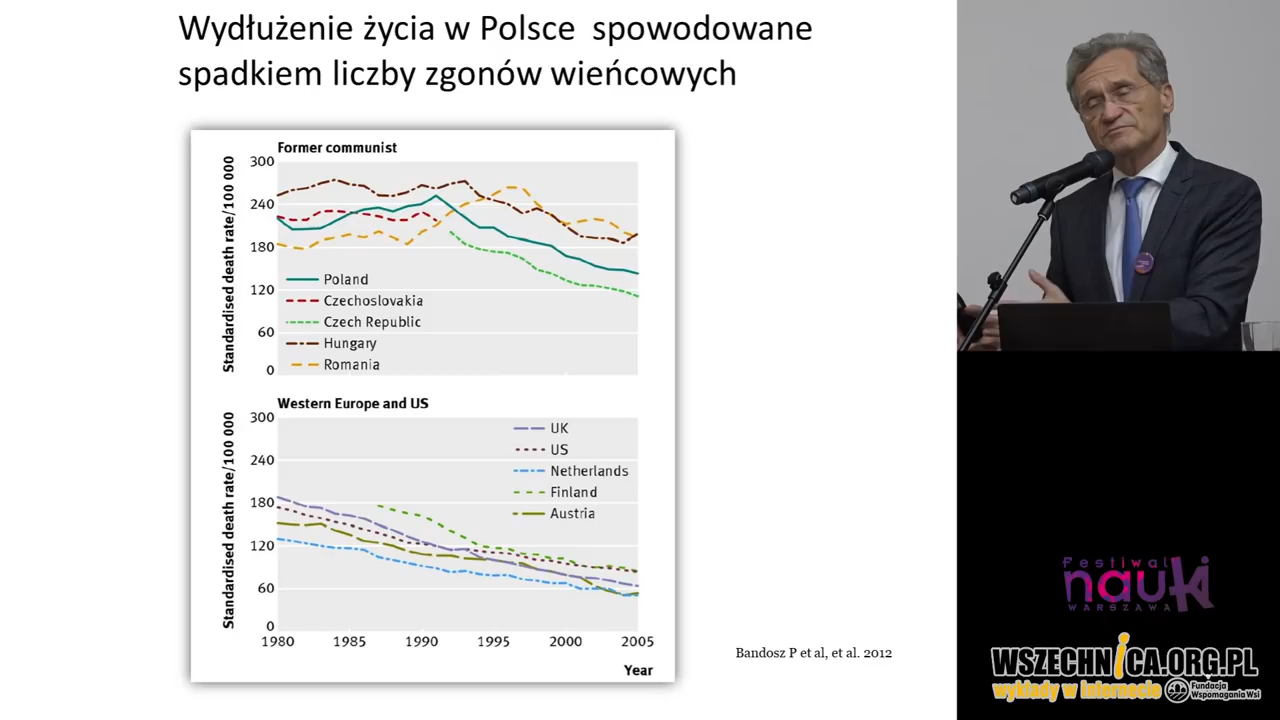 Wydłużenie życia w Polsce spowodowane
spadkiem liczby zgonów wieńcowych
Former communist
Standardised death rate/100 000
300
240
180
120
60
0
Poland
Czechoslovakia
Czech Republic
Hungary
Romania
Western Europe and US
Standardised death rate/100 000
300
240
180
120
60
0
UK
US
Netherlands
Finland
Austria
1980 1985 1990 1995 2000 2005
Year
Bandosz P et al, et al. 2012
Festiwal
nauki
WARSZAWA
WSZECHNICA.ORG.PL
wykłady w internecie
Fundacja
Wspomagania Wsi